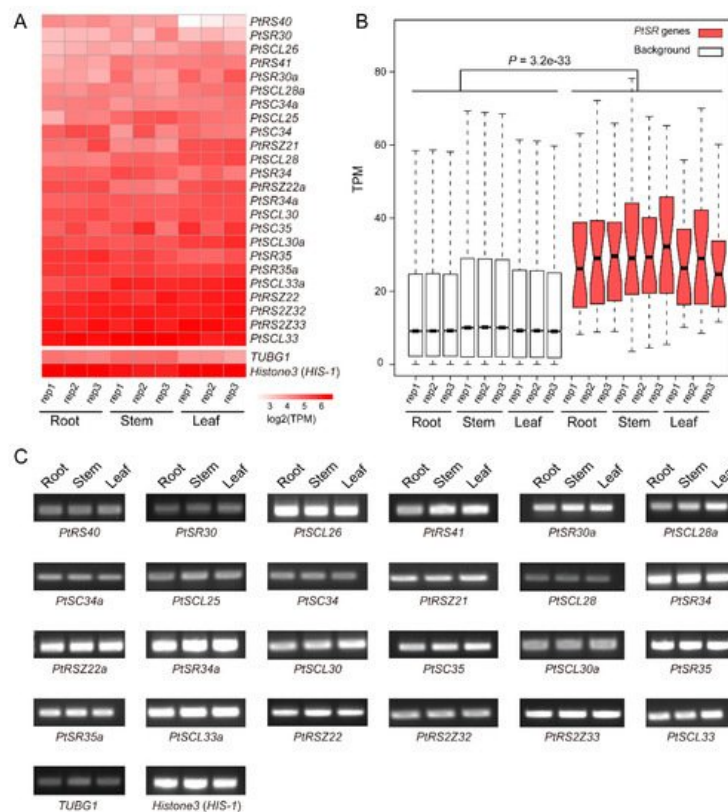 A
PtRS40
PtSR30
PtSCL26
PtRS41
PtSR30a
PtSCL28a
PtSC34a
PtSCL25
PtSC34
PtRSZ21
PtSCL28
PtSR34
PtRSZ22a
PtSR34a
PtSCL30
PtSC35
PtSCL30a
PtSR35
PtSR35a
PtSCL33a
PtRSZ22
PtRS2Z32
PtRS2Z33
PtSCL33
TUBG1
Histone3 (HIS-1)
rep1 rep2 rep3 rep1 rep2 rep3 rep1 rep2 rep3
Root Stem Leaf
3 4 5 6
log2(TPM)
B
PtSR genes
Background
P = 3.2e-33
TPM
80
60
40
20
0
rep1 rep2 rep3 rep1 rep2 rep3 rep1 rep2 rep3 rep1 rep2 rep3 rep1 rep2 rep3 rep1 rep2 rep3
Root Stem Leaf Root Stem Leaf
C
Root Stem Leaf Root Stem Leaf Root Stem Leaf Root Stem Leaf Root Stem Leaf Root Stem Leaf
PtRS40 PtSR30 PtSCL26 PtRS41 PtSR30a PtSCL28a
PtSC34a PtSCL25 PtSC34 PtRSZ21 PtSCL28 PtSR34
PtRSZ22a PtSR34a PtSCL30 PtSC35 PtSCL30a PtSR35
PtSR35a PtSCL33a PtRSZ22 PtRS2Z32 PtRS2Z33 PtSCL33
TUBG1 Histone3 (HIS-1)